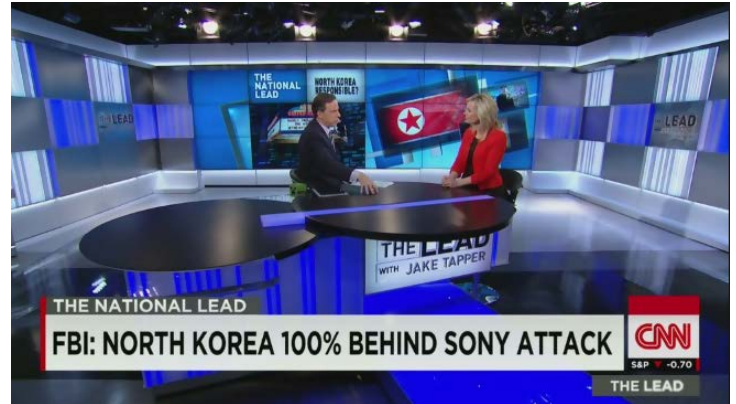 THE
NATIONAL
LEAD
NORTH KOREA
RESPONSIBLE?
LEAD
LEAD
THE LEAD
WITH JAKE TAPPER
THE NATIONAL LEAD
FBI: NORTH KOREA 100% BEHIND SONY ATTACK
CNN
S&P ▼ -0.70
THE LEAD